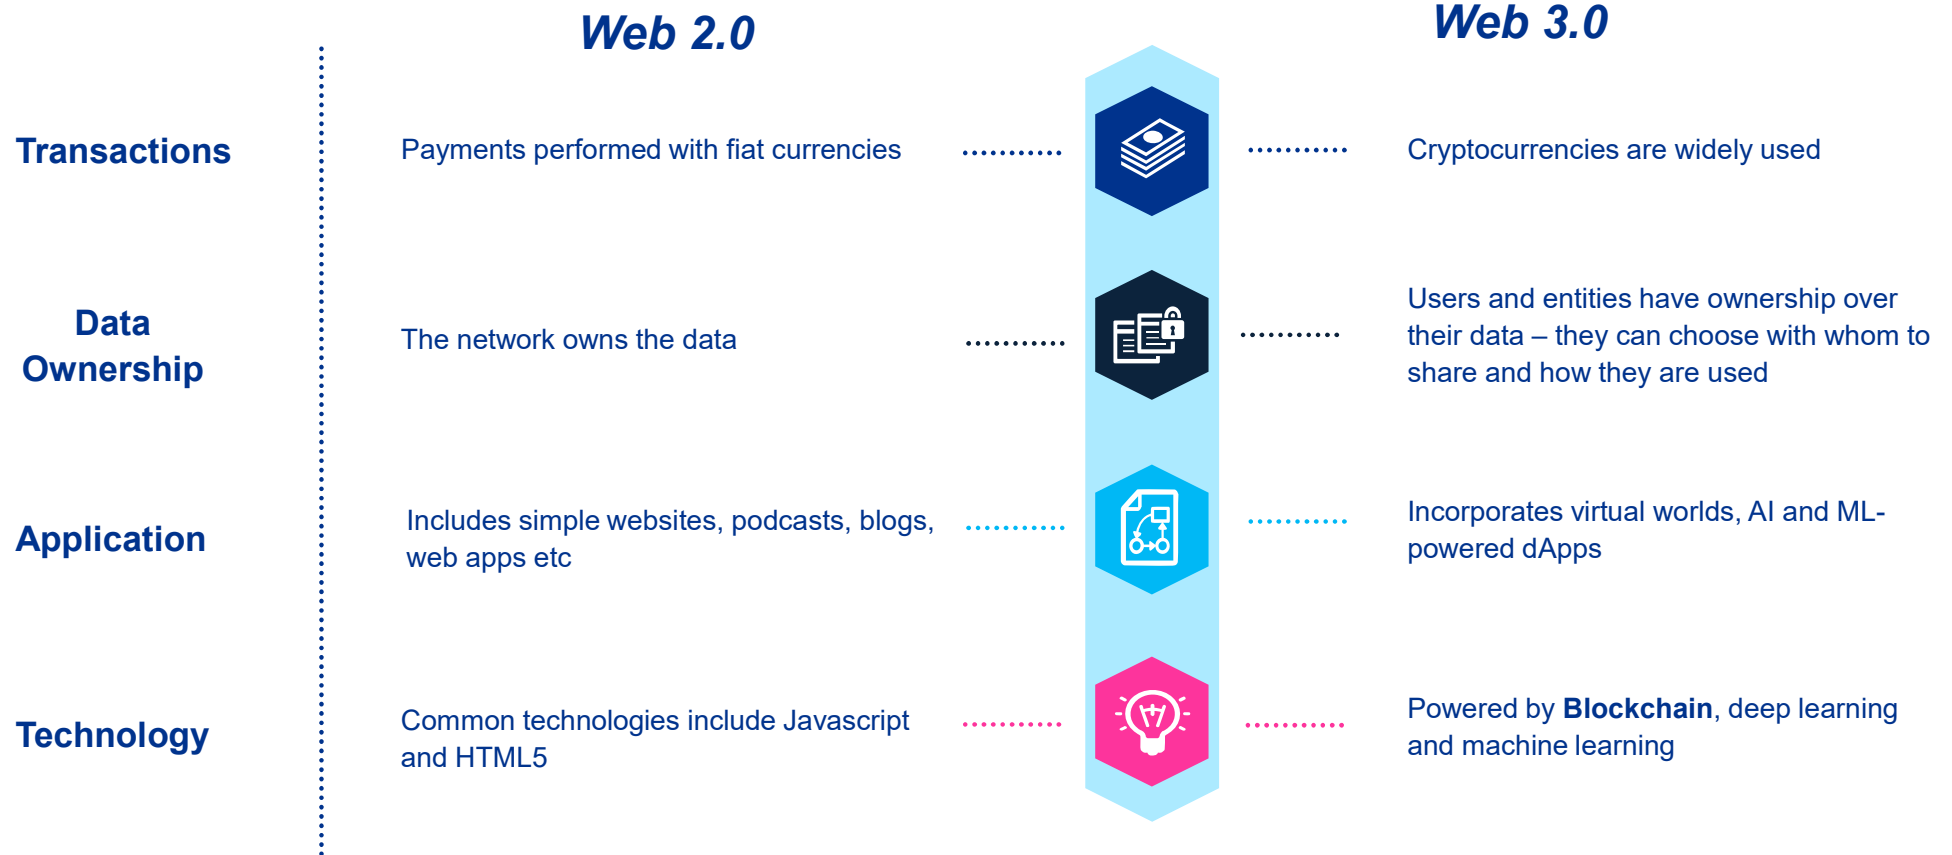 Web 2.0
Web 3.0
Transactions
Payments performed with fiat currencies
Cryptocurrencies are widely used
Data
Ownership
The network owns the data
Users and entities have ownership over
their data – they can choose with whom to
share and how they are used
Application
Includes simple websites, podcasts, blogs,
web apps etc
Incorporates virtual worlds, AI and ML-
powered dApps
Technology
Common technologies include Javascript
and HTML5
Powered by Blockchain, deep learning
and machine learning